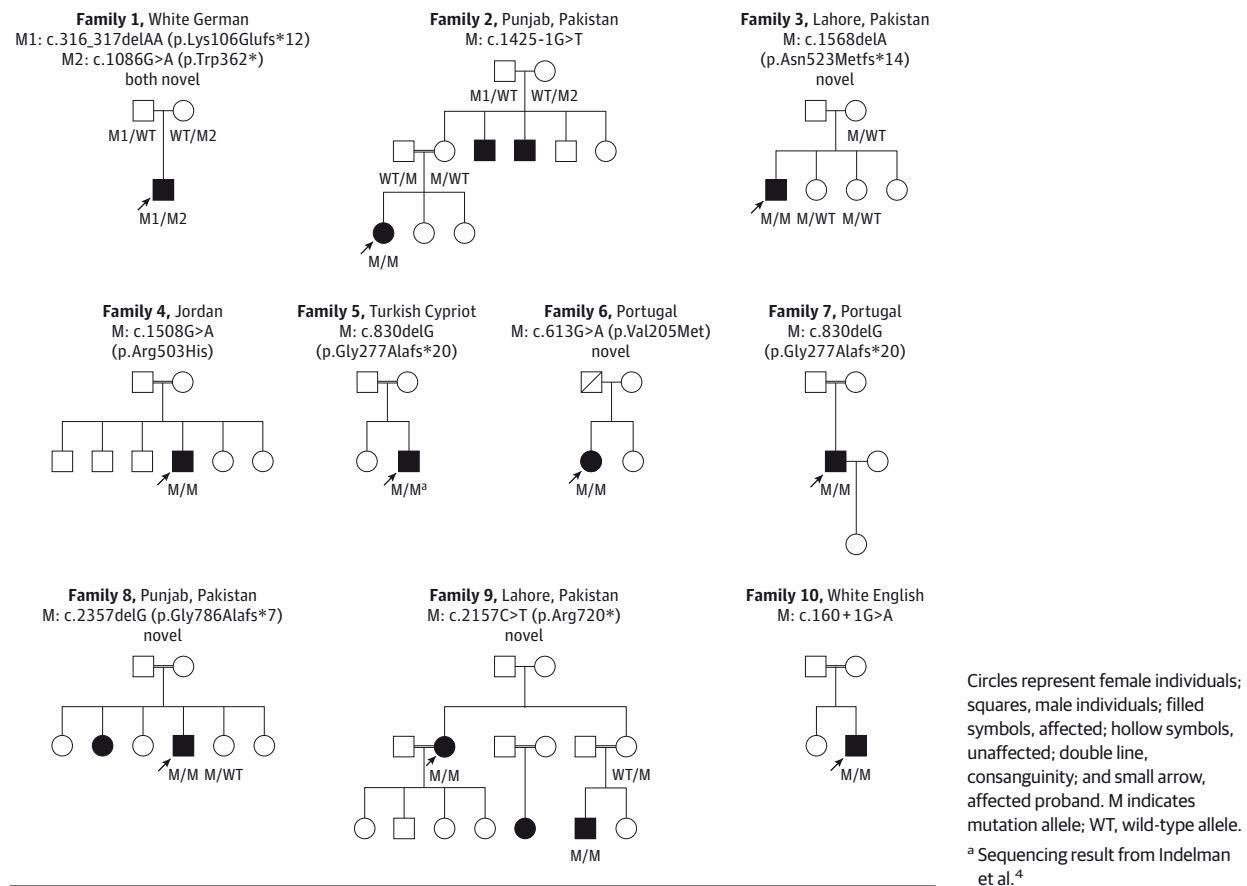 Family 1, White German
M1: c.316_317delAA (p.Lys106Glufs*12)
M2: c.1086G>A (p.Trp362*)
both novel
M1/WT WT/M2
M1/M2
Family 2, Punjab, Pakistan
M: c.1425-1G>T
M1/WT WT/M2
WT/M M/WT
M/M
Family 3, Lahore, Pakistan
M: c.1568delA
(p.Asn523Metfs*14)
novel
M/WT
M/M M/WT M/WT
Family 4, Jordan
M: c.1508G>A
(p.Arg503His)
M/M
Family 5, Turkish Cypriot
M: c.830delG
(p.Gly277Alafs*20)
M/Mª
Family 6, Portugal
M: c.613G>A (p.Val205Met)
novel
M/M
Family 7, Portugal
M: c.830delG
(p.Gly277Alafs*20)
M/M
Family 8, Punjab, Pakistan
M: c.2357delG (p.Gly786Alafs*7)
novel
M/M M/WT
Family 9, Lahore, Pakistan
M: c.2157C>T (p.Arg720*)
novel
M/M
WT/M
M/M
Family 10, White English
M: c.160+1G>A
M/M
Circles represent female individuals;
squares, male individuals; filled
symbols, affected; hollow symbols,
unaffected; double line,
consanguinity; and small arrow,
affected proband. M indicates
mutation allele; WT, wild-type allele.
ª Sequencing result from Indelman
et al.⁴